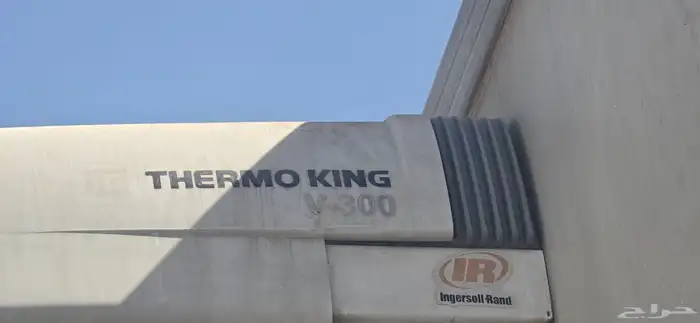 THERMO KING
V-300
IR
Ingersoll-Rand
حراج